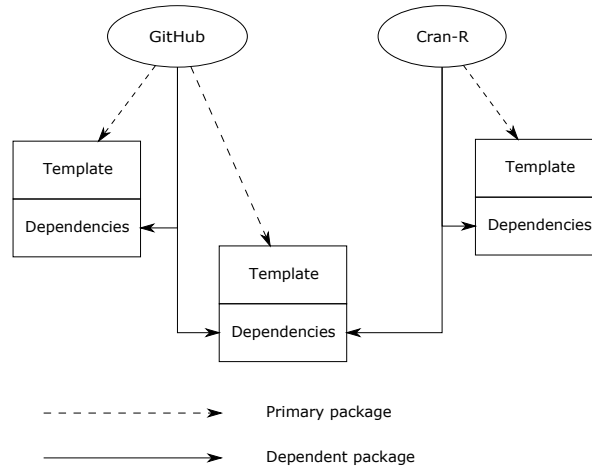 GitHub
Cran-R
Template
Dependencies
Template
Dependencies
Template
Dependencies
Primary package
Dependent package